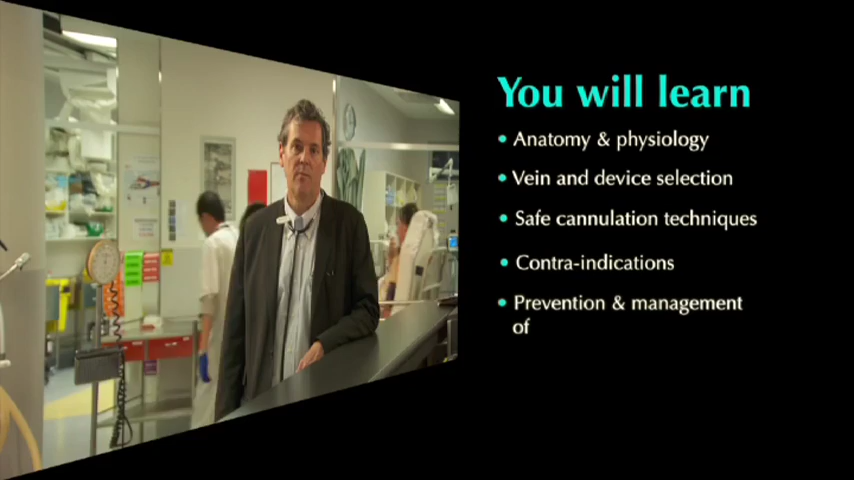 You will learn
• Anatomy & physiology
• Vein and device selection
• Safe cannulation techniques
• Contra-indications
• Prevention & management
of